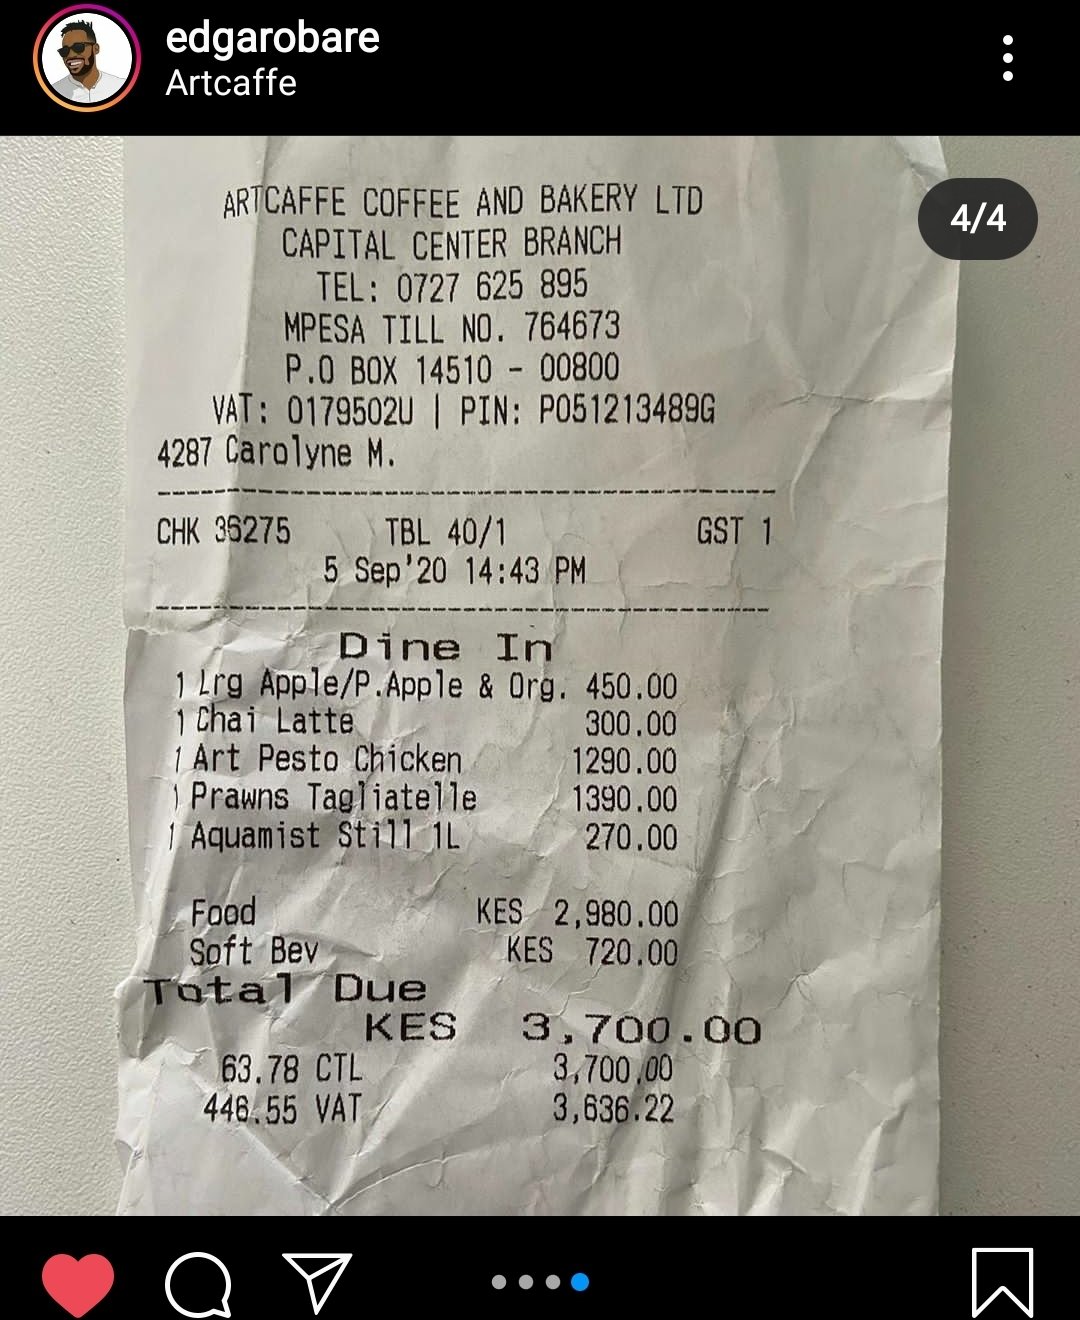 edgarobare
Artcaffe
4/4
ARTCAFFE COFFEE AND BAKERY LTD
CAPITAL CENTER BRANCH
TEL: 0727 625 895
MPESA TILL NO. 764673
P.O BOX 14510 - 00800
VAT: 0179502U | PIN: P051213489G
4287 Carolyne M.
CHK 36275 TBL 40/1 GST 1
5 Sep'20 14:43 PM
Dine In
1 Lrg Apple/P.Apple & Org. 450.00
1 Chai Latte 300.00
1 Art Pesto Chicken 1290.00
1 Prawns Tagliatelle 1390.00
1 Aquamist Still 1L 270.00
Food KES 2,980.00
Soft Bev KES 720.00
Total Due
KES 3,700.00
63.78 CTL 3,700.00
446.55 VAT 3,636.22